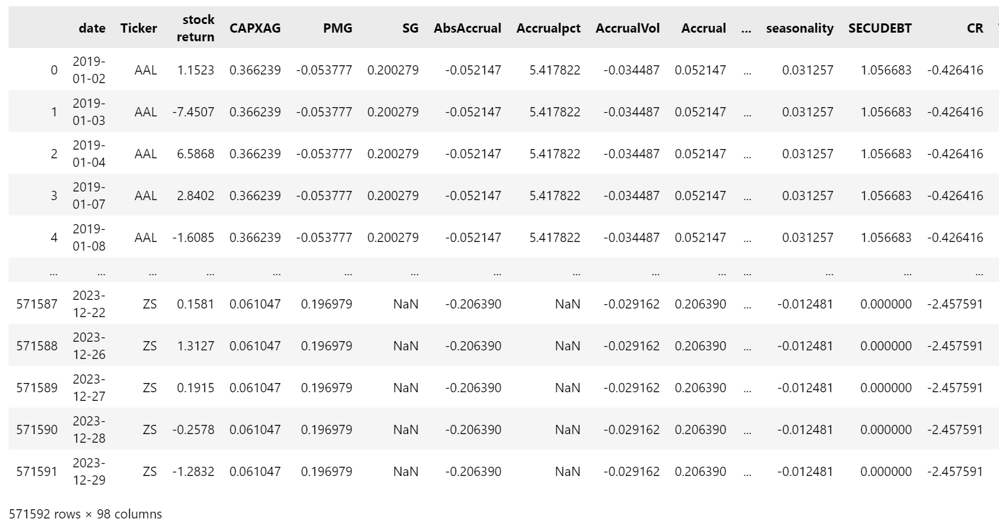 date Ticker stock return CAPXAG PMG SG AbsAccrual Accrualpct AccrualVol Accrual ... seasonality SECUDEBT CR
0 2019-01-02 AAL 1.1523 0.366239 -0.053777 0.200279 -0.052147 5.417822 -0.034487 0.052147 ... 0.031257 1.056683 -0.426416
1 2019-01-03 AAL -7.4507 0.366239 -0.053777 0.200279 -0.052147 5.417822 -0.034487 0.052147 ... 0.031257 1.056683 -0.426416
2 2019-01-04 AAL 6.5868 0.366239 -0.053777 0.200279 -0.052147 5.417822 -0.034487 0.052147 ... 0.031257 1.056683 -0.426416
3 2019-01-07 AAL 2.8402 0.366239 -0.053777 0.200279 -0.052147 5.417822 -0.034487 0.052147 ... 0.031257 1.056683 -0.426416
4 2019-01-08 AAL -1.6085 0.366239 -0.053777 0.200279 -0.052147 5.417822 -0.034487 0.052147 ... 0.031257 1.056683 -0.426416
... ... ... ... ... ... ... ... ... ... ... ... ... ... ...
571587 2023-12-22 ZS 0.1581 0.061047 0.196979 NaN -0.206390 NaN -0.029162 0.206390 ... -0.012481 0.000000 -2.457591
571588 2023-12-26 ZS 1.3127 0.061047 0.196979 NaN -0.206390 NaN -0.029162 0.206390 ... -0.012481 0.000000 -2.457591
571589 2023-12-27 ZS 0.1915 0.061047 0.196979 NaN -0.206390 NaN -0.029162 0.206390 ... -0.012481 0.000000 -2.457591
571590 2023-12-28 ZS -0.2578 0.061047 0.196979 NaN -0.206390 NaN -0.029162 0.206390 ... -0.012481 0.000000 -2.457591
571591 2023-12-29 ZS -1.2832 0.061047 0.196979 NaN -0.206390 NaN -0.029162 0.206390 ... -0.012481 0.000000 -2.457591
571592 rows × 98 columns